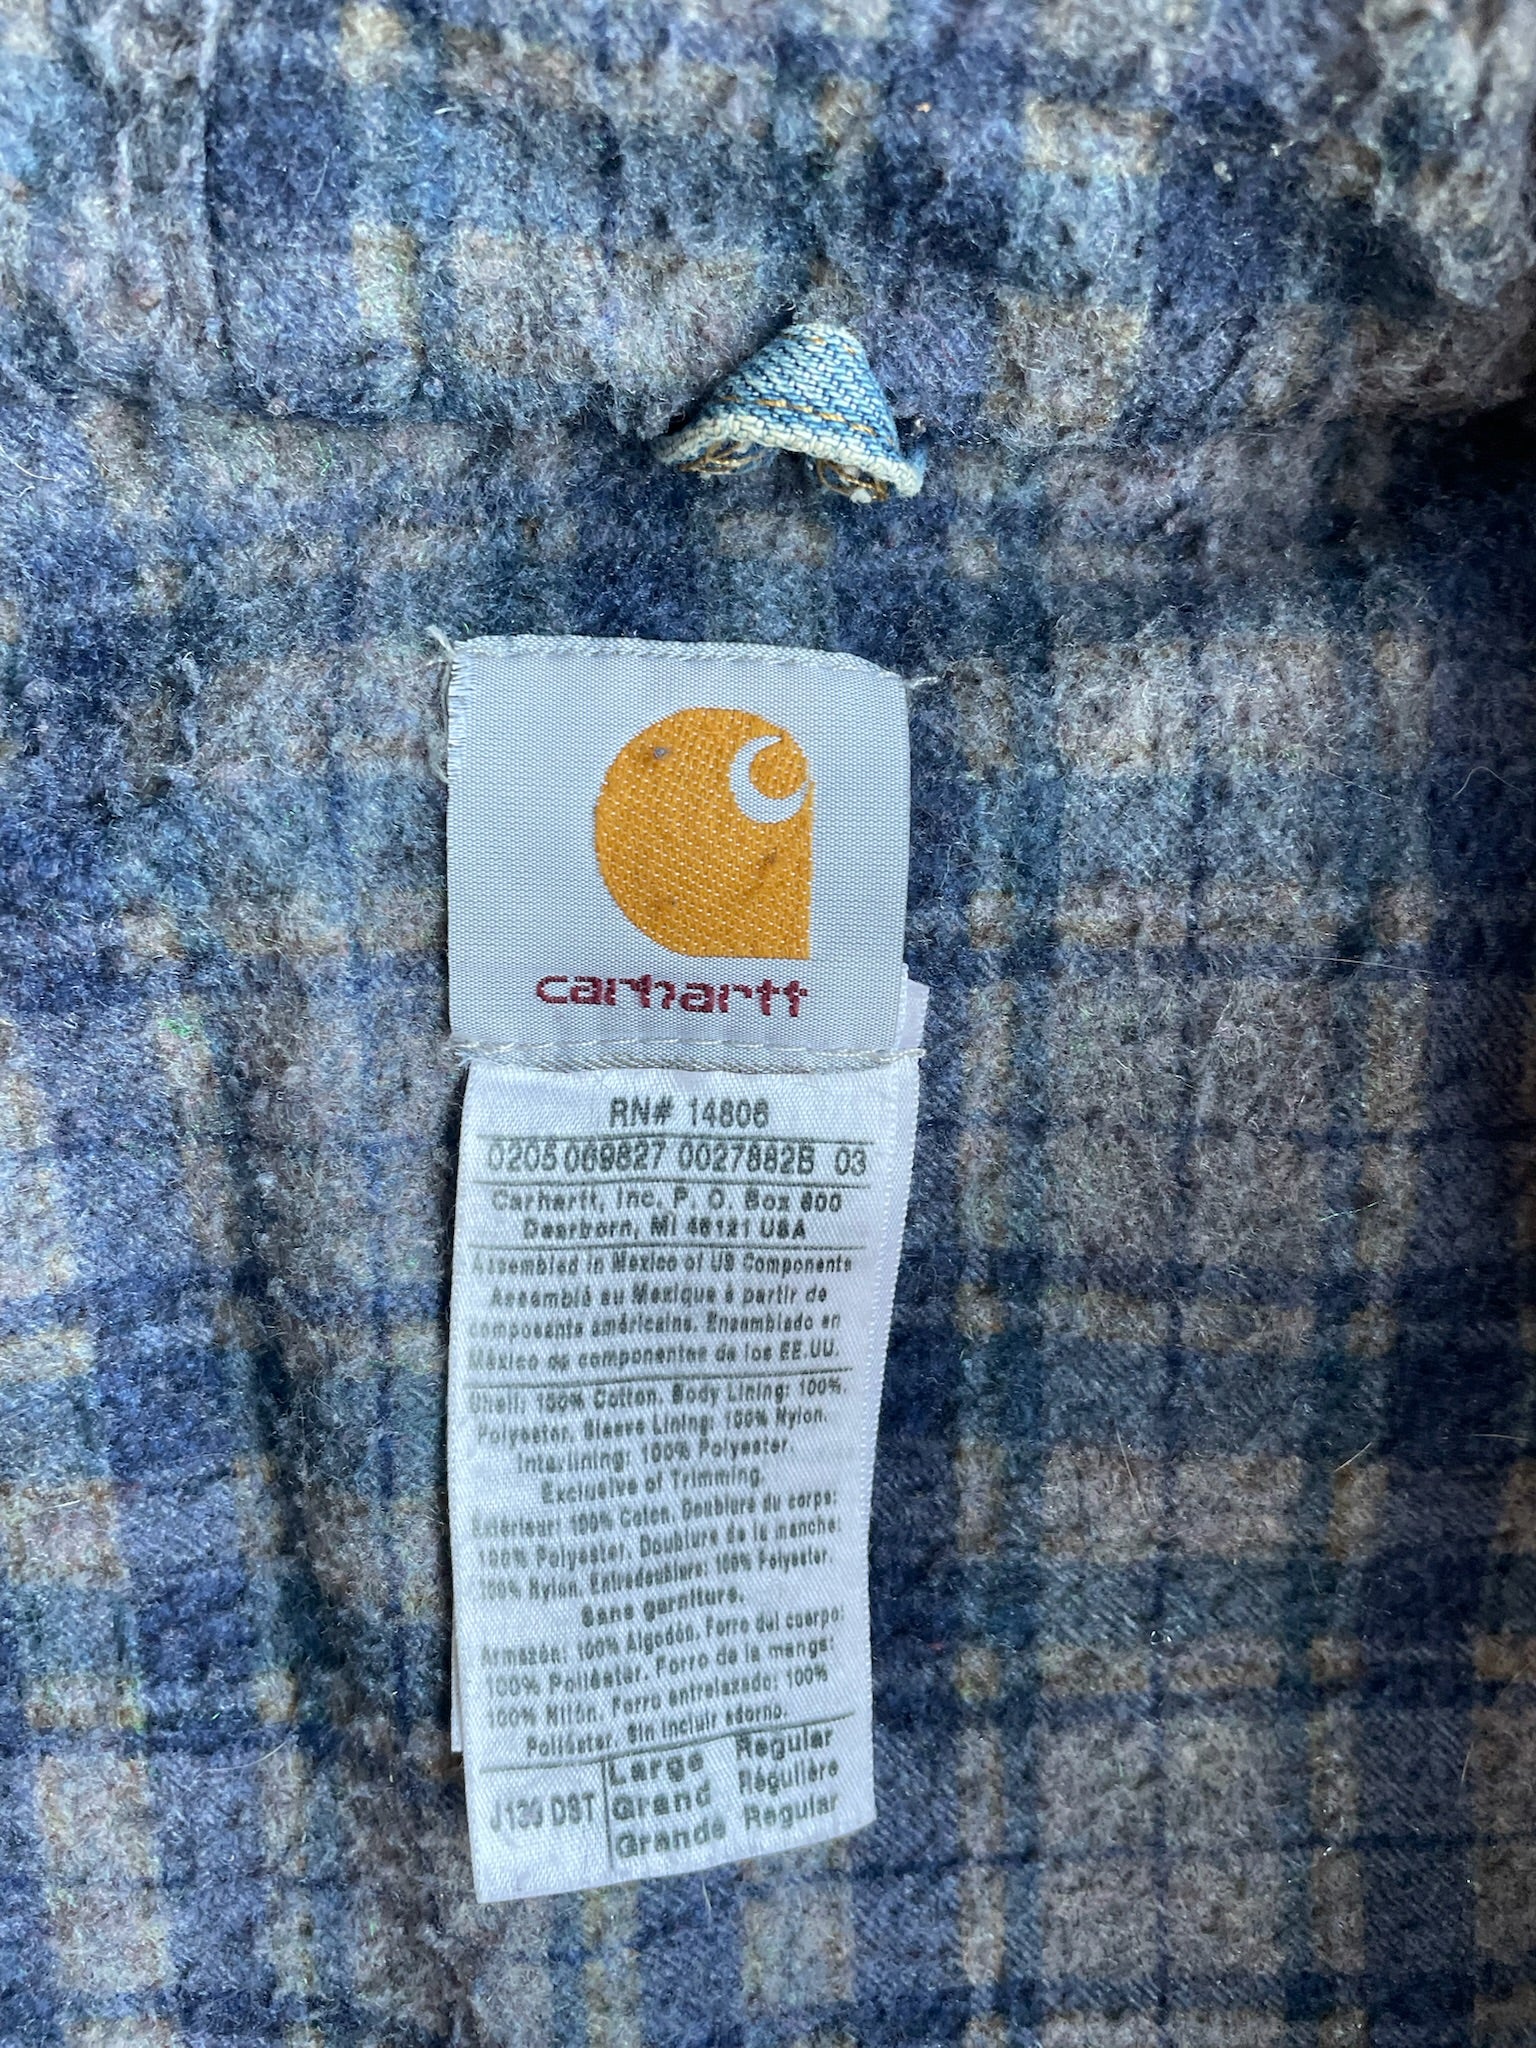 carhartt
RN# 14806
0205 069827 0027882B 03
Carhartt, Inc. P. O. Box 600
Dearborn, MI 48121 USA
Assembled in Mexico of US Components
Assemblé au Mexique à partir de
composants américains. Ensamblado en
México de componentes de los EE.UU.
Shell: 100% Cotton. Body Lining: 100%
Polyester. Sleeve Lining: 100% Nylon.
Interlining: 100% Polyester.
Exclusive of Trimming.
Extérieur: 100% Coton. Doublure du corps:
100% Polyester. Doublure de la manche:
100% Nylon. Entredoublure: 100% Polyester.
Sans garniture.
Armazón: 100% Algodón. Forro del cuerpo:
100% Poliéster. Forro de la manga:
100% Nilón. Forro entrelazado: 100%
Poliéster. Sin incluir adorno.
J130 DST Large Regular
Grand Régulière
Grande Regular